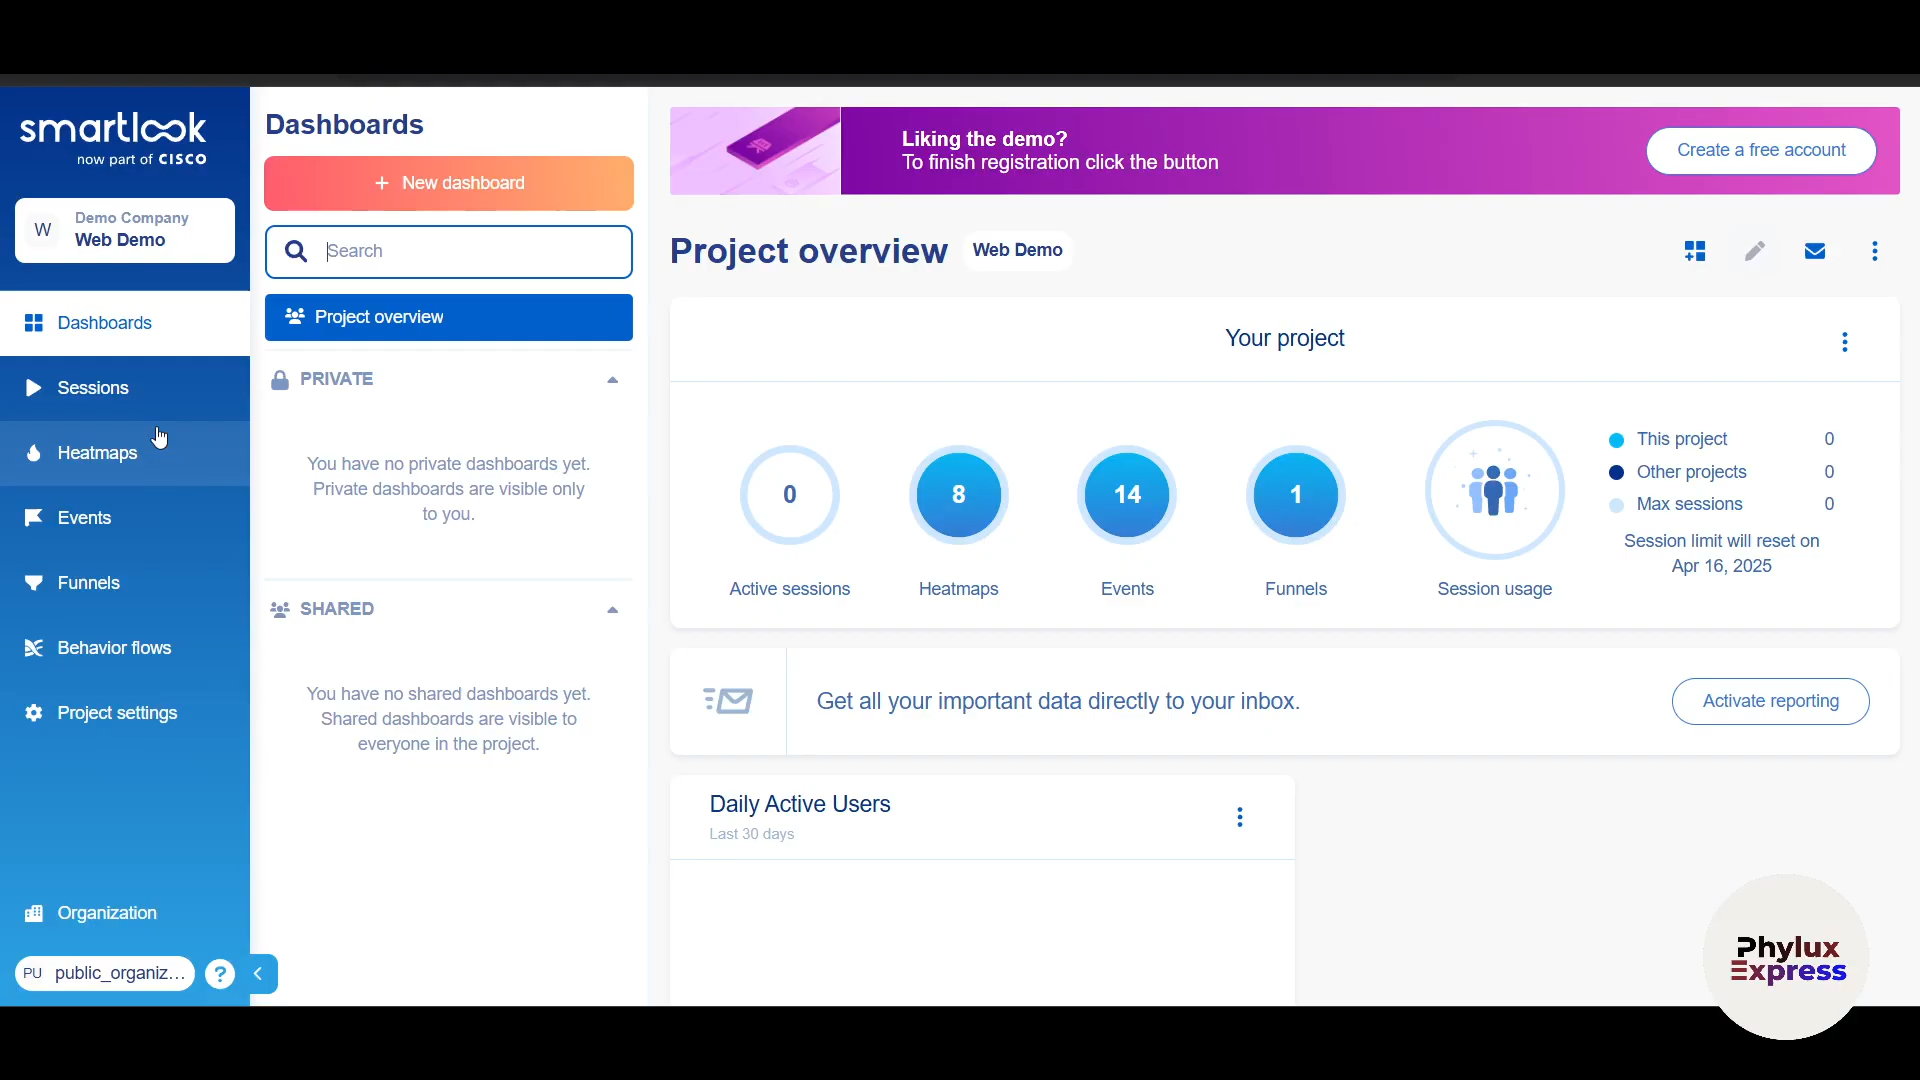 smartlook
now part of CISCO
W
Demo Company
Web Demo
Dashboards
Sessions
Heatmaps
Events
Funnels
Behavior flows
Project settings
Organization
PU public_organiz...
?
Dashboards
+ New dashboard
Search
Project overview
PRIVATE
You have no private dashboards yet.
Private dashboards are visible only
to you.
SHARED
You have no shared dashboards yet.
Shared dashboards are visible to
everyone in the project.
Liking the demo?
To finish registration click the button
Create a free account
Project overview
Web Demo
Your project
0
Active sessions
8
Heatmaps
14
Events
1
Funnels
Session usage
This project 0
Other projects 0
Max sessions 0
Session limit will reset on
Apr 16, 2025
Get all your important data directly to your inbox.
Activate reporting
Daily Active Users
Last 30 days
Phylux
Express